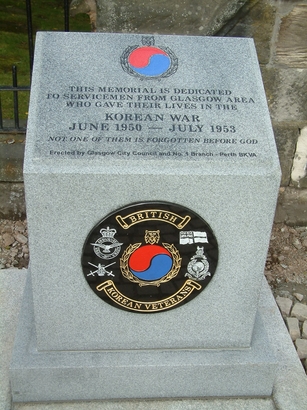 THIS MEMORIAL IS DEDICATED
TO SERVICEMEN FROM GLASGOW AREA
WHO GAVE THEIR LIVES IN THE
KOREAN WAR
JUNE 1950 — JULY 1953
NOT ONE OF THEM IS FORGOTTEN BEFORE GOD
Erected by Glasgow City Council and No. 1 Branch - Perth BKVA
BRITISH
KOREAN VETERANS